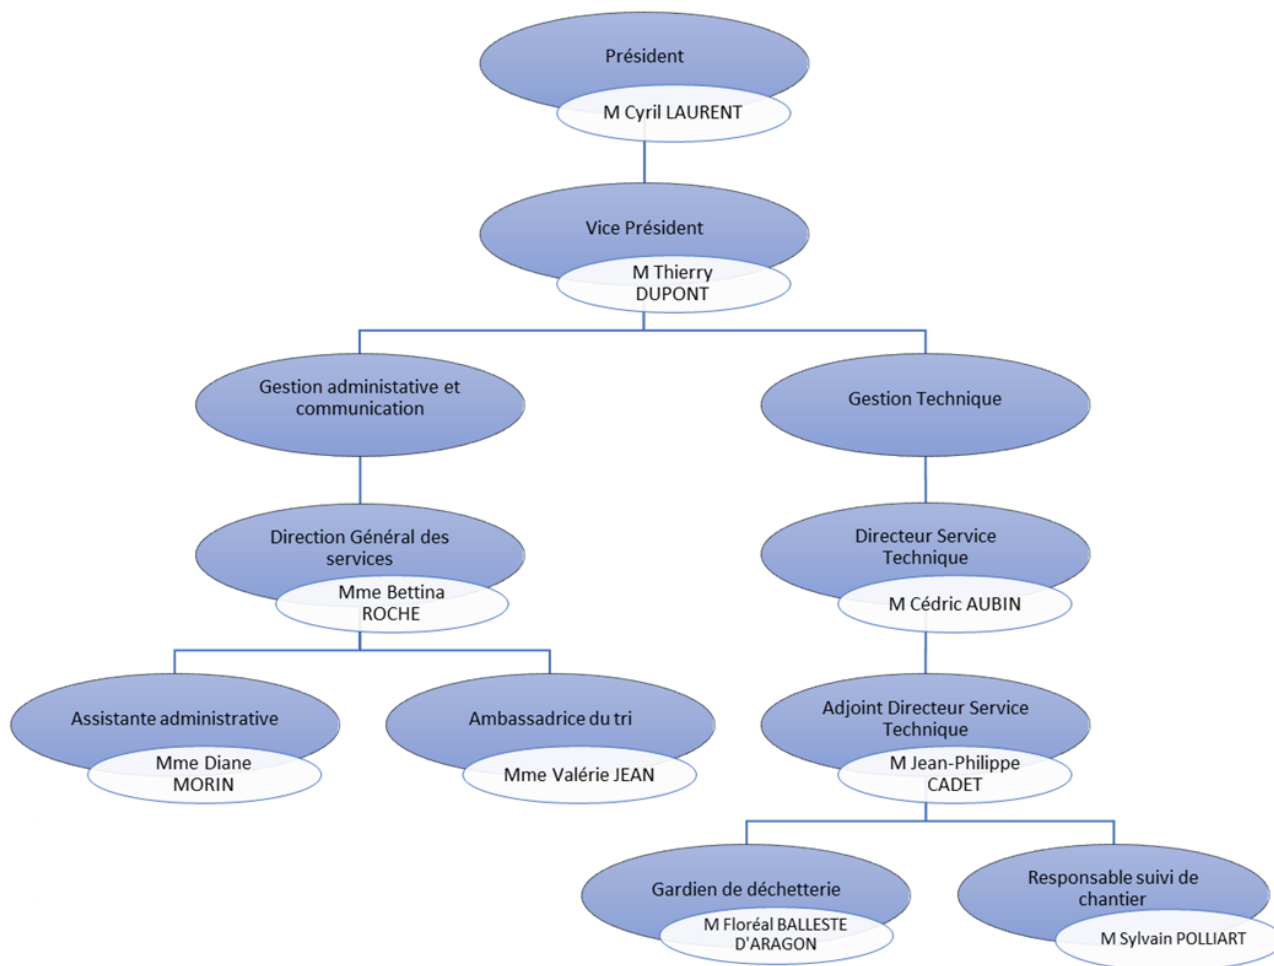 Président
M Cyril LAURENT
Vice Président
M Thierry
DUPONT
Gestion administative et
communication
Gestion Technique
Direction Général des
services
Mme Bettina
ROCHE
Directeur Service
Technique
M Cédric AUBIN
Assistante administrative
Mme Diane
MORIN
Ambassadrice du tri
Mme Valérie JEAN
Adjoint Directeur Service
Technique
M Jean-Philippe
CADET
Gardien de déchetterie
M Floréal BALLESTE
D'ARAGON
Responsable suivi de
chantier
M Sylvain POLLIART